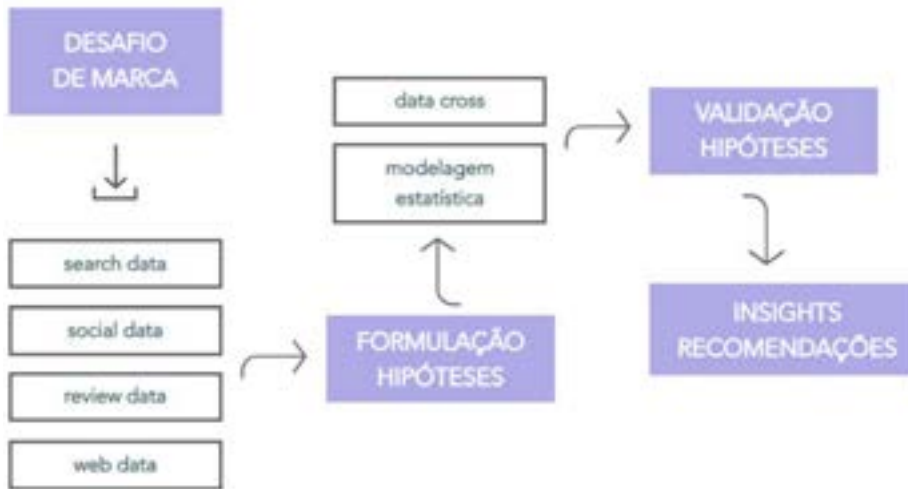 DESAFIO
DE MARCA
search data
social data
review data
web data
FORMULAÇÃO
HIPÓTESES
data cross
modelagem
estatística
VALIDAÇÃO
HIPÓTESES
INSIGHTS
RECOMENDAÇÕES